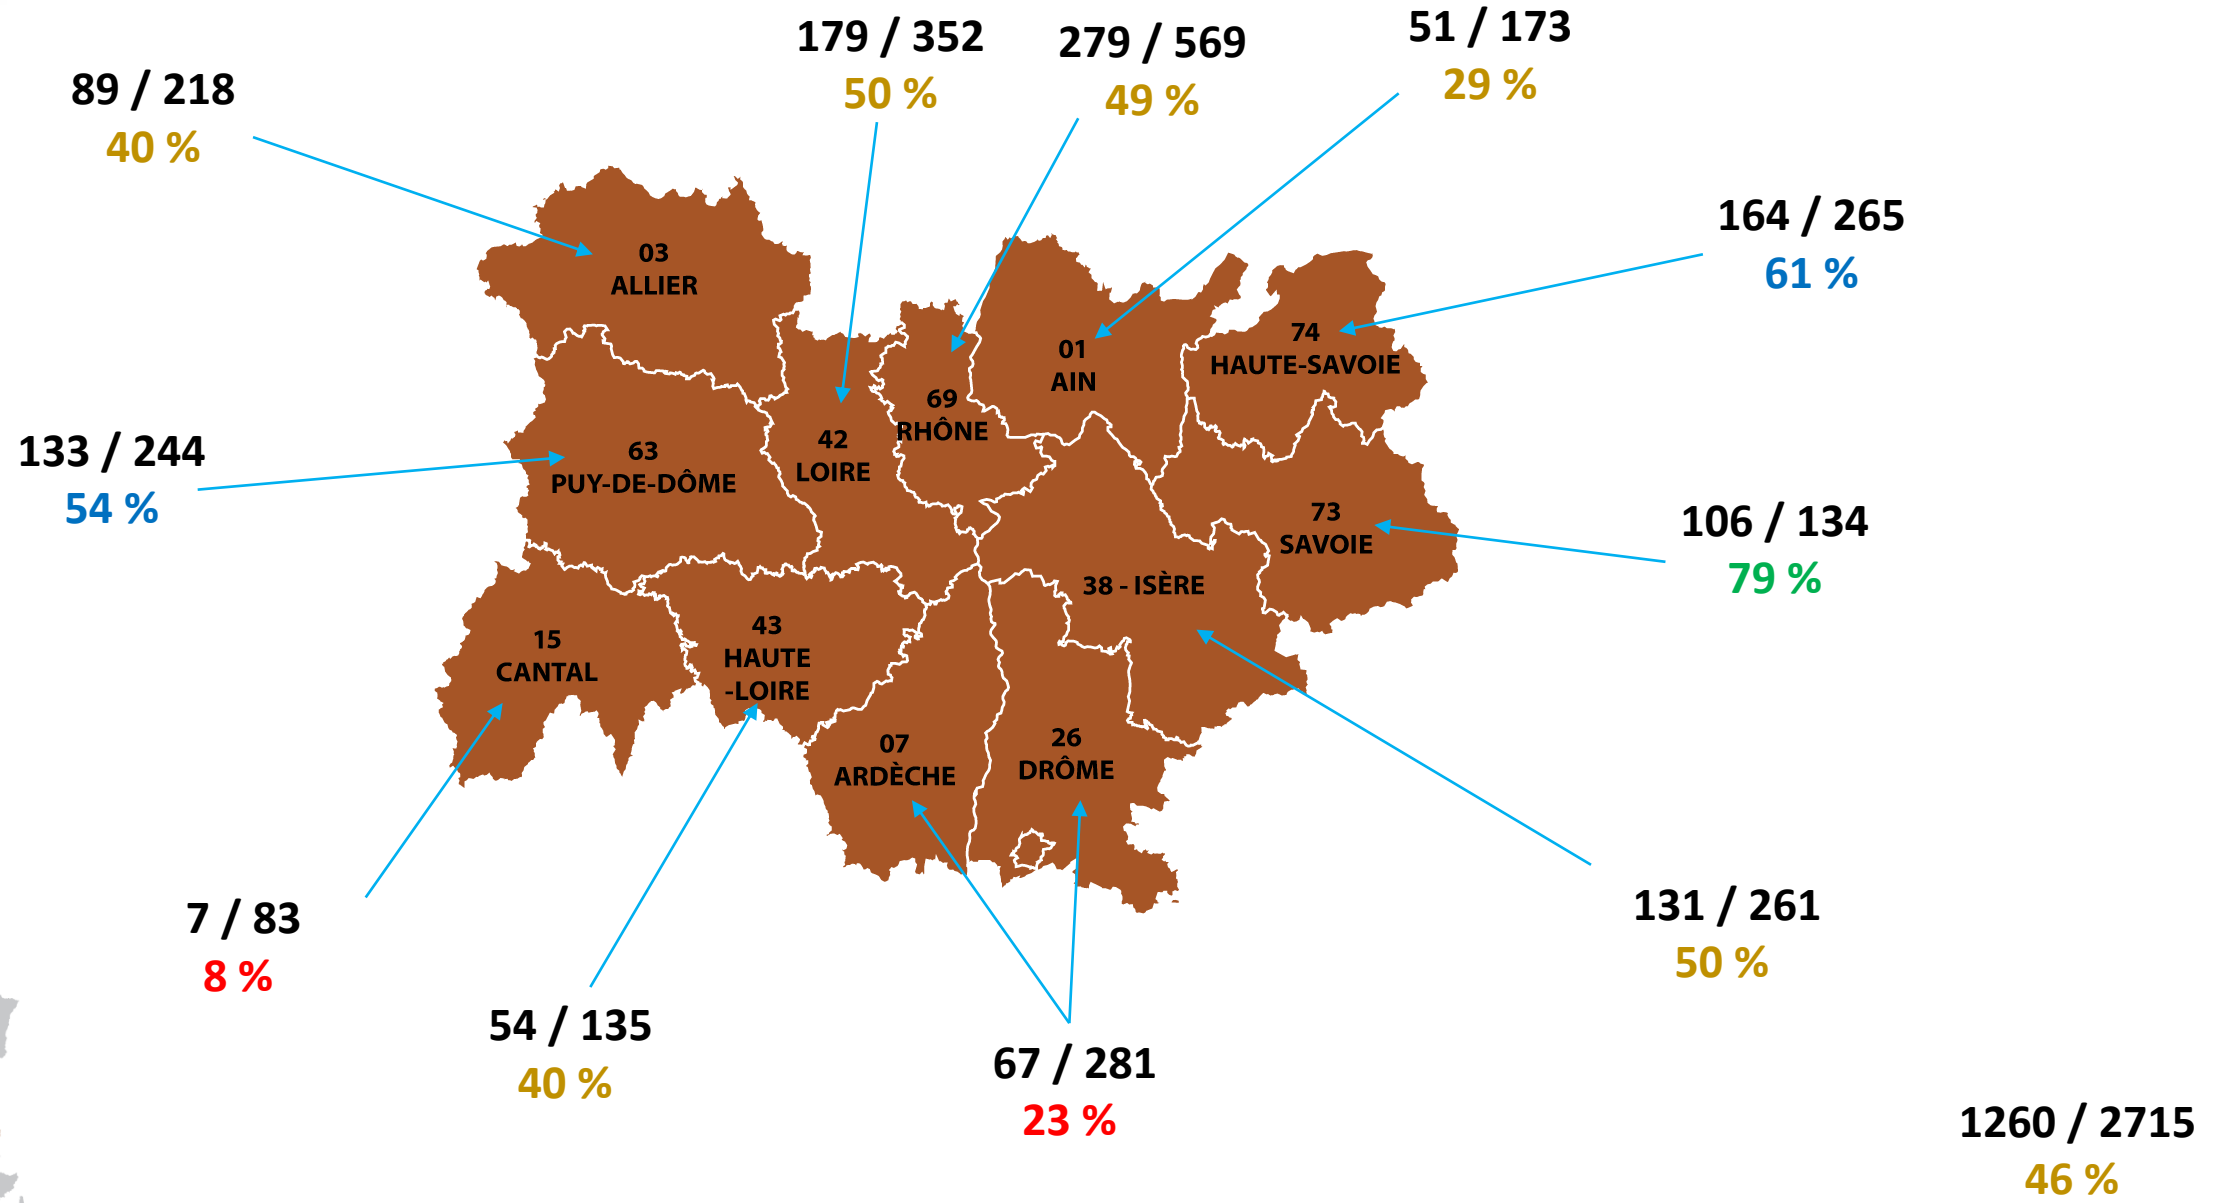 179 / 352
50 %
279 / 569
49 %
51 / 173
29 %
89 / 218
40 %
164 / 265
61 %
03
ALLIER
74
HAUTE-SAVOIE
01
AIN
69
RHÔNE
42
LOIRE
63
PUY-DE-DÔME
133 / 244
54 %
73
SAVOIE
106 / 134
79 %
38 - ISÈRE
15
CANTAL
43
HAUTE
-LOIRE
07
ARDÈCHE
26
DRÔME
7 / 83
8 %
131 / 261
50 %
54 / 135
40 %
67 / 281
23 %
1260 / 2715
46 %